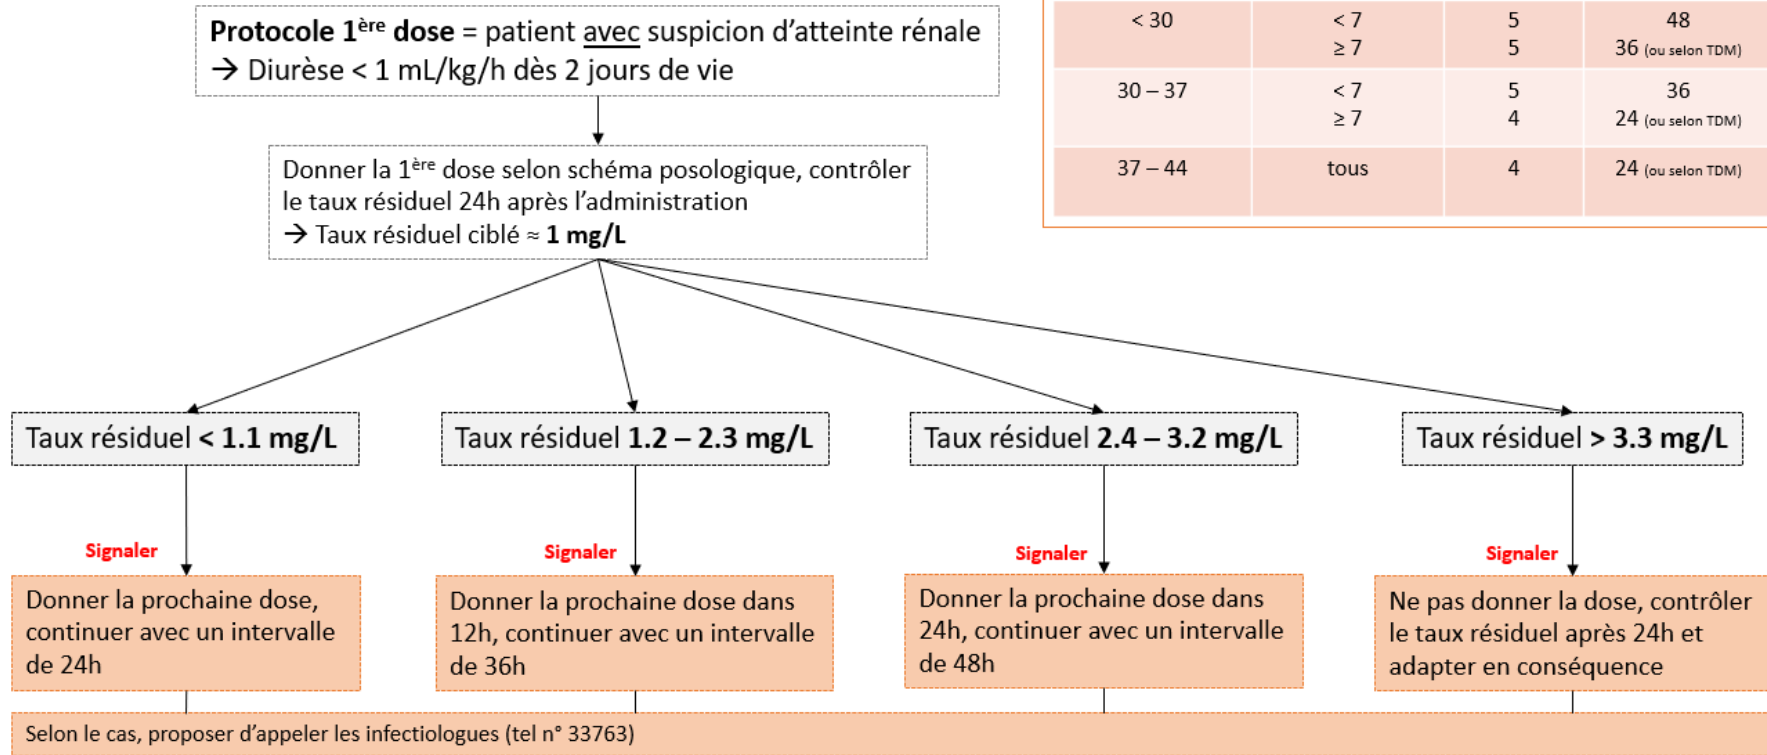 Protocole 1ère dose = patient avec suspicion d'atteinte rénale
→ Diurèse < 1 mL/kg/h dès 2 jours de vie
< 30 < 7 5 48
≥ 7 5 36 (ou selon TDM)
30 – 37 < 7 5 36
≥ 7 4 24 (ou selon TDM)
37 – 44 tous 4 24 (ou selon TDM)
Donner la 1ère dose selon schéma posologique, contrôler
le taux résiduel 24h après l'administration
→ Taux résiduel ciblé ≈ 1 mg/L
Taux résiduel < 1.1 mg/L
Taux résiduel 1.2 – 2.3 mg/L
Taux résiduel 2.4 – 3.2 mg/L
Taux résiduel > 3.3 mg/L
Signaler
Signaler
Signaler
Signaler
Donner la prochaine dose,
continuer avec un intervalle
de 24h
Donner la prochaine dose dans
12h, continuer avec un intervalle
de 36h
Donner la prochaine dose dans
24h, continuer avec un intervalle
de 48h
Ne pas donner la dose, contrôler
le taux résiduel après 24h et
adapter en conséquence
Selon le cas, proposer d'appeler les infectiologues (tel n° 33763)